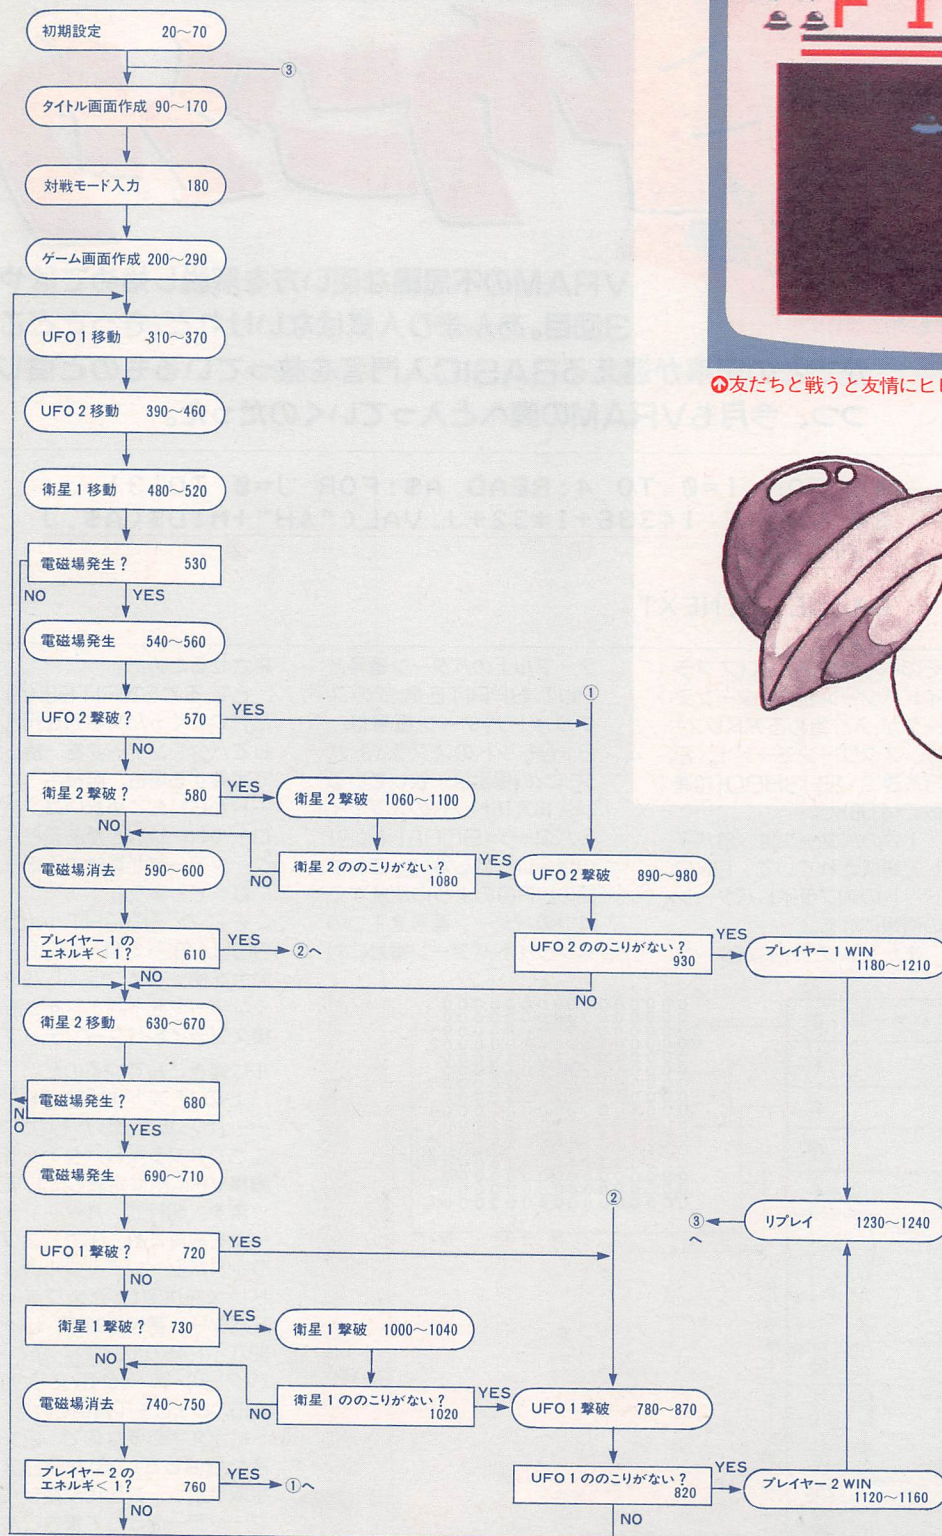 初期設定 20〜70
③
タイトル画面作成 90〜170
対戦モード入力 180
ゲーム画面作成 200〜290
UFO1移動 310〜370
UFO2移動 390〜460
衛星1移動 480〜520
電磁場発生? 530
NO
YES
電磁場発生 540〜560
①
UFO2撃破? 570
YES
NO
衛星2撃破? 580
YES
衛星2撃破 1060〜1100
NO
電磁場消去 590〜600
NO
衛星2ののこりがない?
1080
YES
UFO2撃破 890〜980
プレイヤー1の
エネルギ<1? 610
YES
②へ
NO
UFO2ののこりがない?
930
YES
NO
プレイヤー1 WIN
1180〜1210
衛星2移動 630〜670
電磁場発生? 680
NO
YES
電磁場発生 690〜710
②
③へ
リプレイ 1230〜1240
UFO1撃破? 720
YES
NO
衛星1撃破? 730
YES
衛星1撃破 1000〜1040
NO
電磁場消去 740〜750
NO
衛星1ののこりがない?
1020
YES
UFO1撃破 780〜870
プレイヤー2の
エネルギ<1? 760
YES
①へ
NO
UFO1ののこりがない?
820
YES
NO
プレイヤー2 WIN
1120〜1160
F I
友だちと戦うと友情にヒ